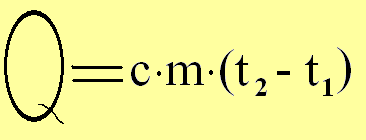 Q=c·m·(t₂ - t₁)